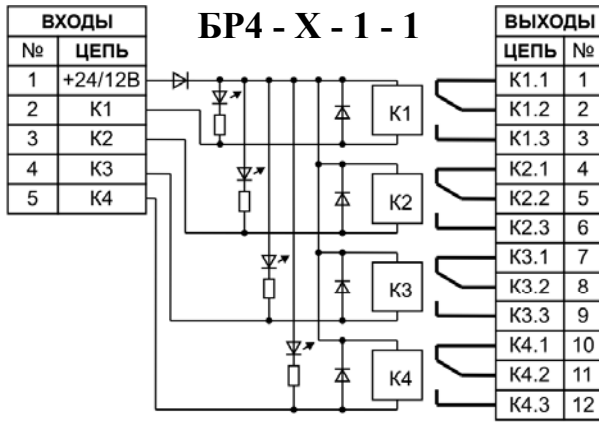 БР4 - Х - 1 - 1
ВХОДЫ
№ ЦЕПЬ
1 +24/12В
2 К1
3 К2
4 К3
5 К4
К1
К2
К3
К4
ВЫХОДЫ
ЦЕПЬ №
К1.1 1
К1.2 2
К1.3 3
К2.1 4
К2.2 5
К2.3 6
К3.1 7
К3.2 8
К3.3 9
К4.1 10
К4.2 11
К4.3 12